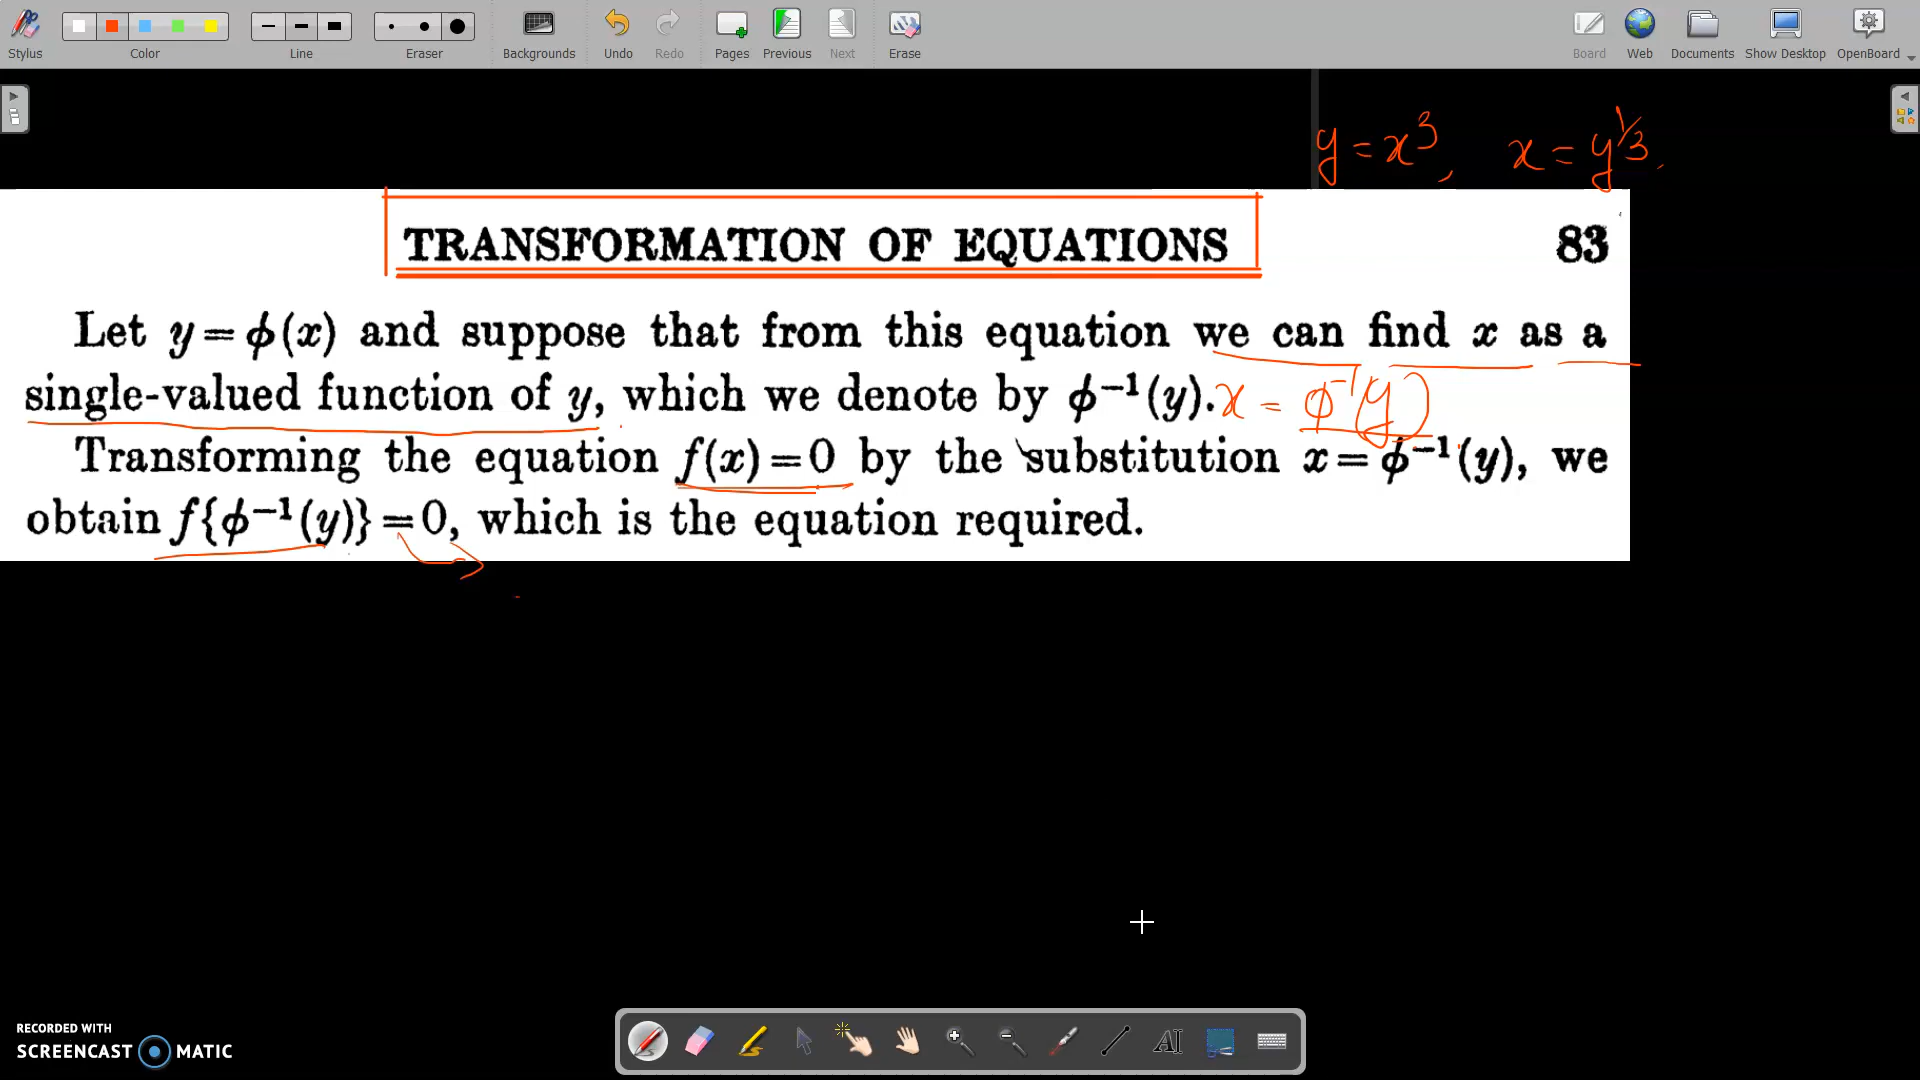 Stylus Color Line Eraser Backgrounds Undo Redo Pages Previous Next Erase Board Web Documents Show Desktop OpenBoard
y = x³, x = y^1/3.
TRANSFORMATION OF EQUATIONS 83
Let y = ϕ(x) and suppose that from this equation we can find x as a
single-valued function of y, which we denote by ϕ⁻¹(y). x = ϕ⁻¹(y)
Transforming the equation f(x) = 0 by the substitution x = ϕ⁻¹(y), we
obtain f{ϕ⁻¹(y)} = 0, which is the equation required.
RECORDED WITH
SCREENCAST MATIC